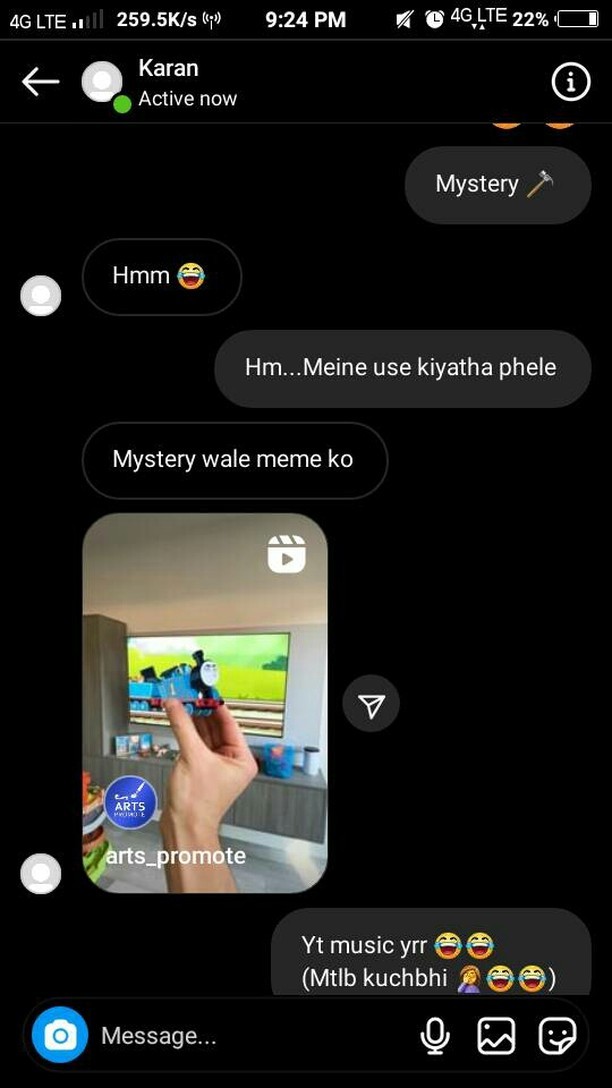 4G LTE 259.5K/s 9:24 PM 4G LTE 22%
Karan
Active now
Mystery 🔨
Hmm 😂
Hm...Meine use kiyatha phele
Mystery wale meme ko
1
ARTS
PROMOTE
arts_promote
Yt music yrr 😂😂
(Mtlb kuchbhi 🤦‍♀️😂😂)
Message...